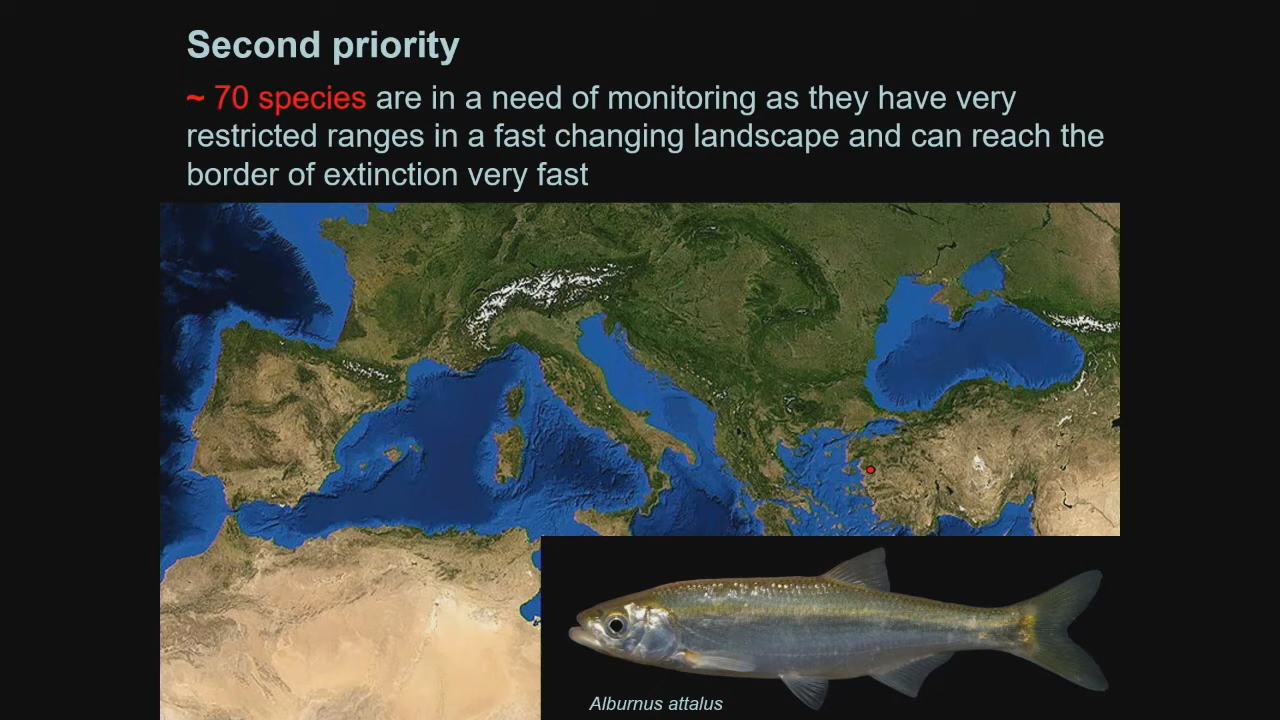 Second priority
~ 70 species are in a need of monitoring as they have very
restricted ranges in a fast changing landscape and can reach the
border of extinction very fast
Alburnus attalus